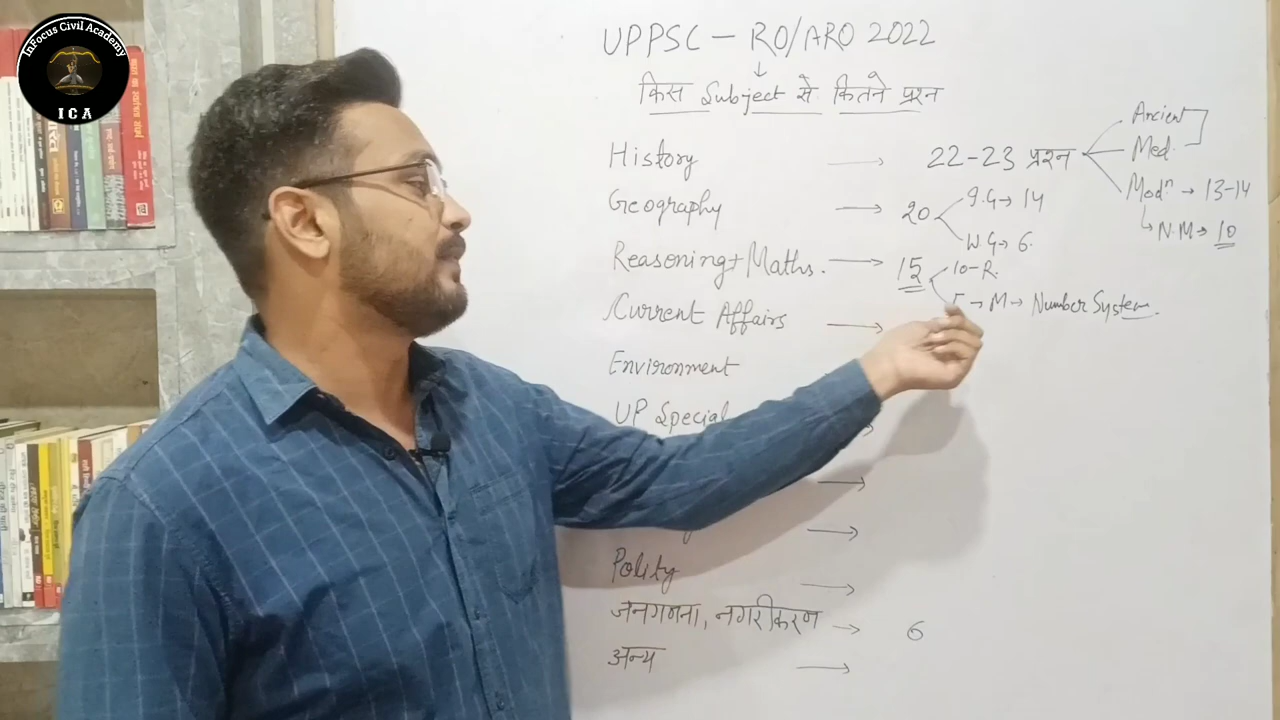 InFocus Civil Academy
ICA
UPPSC - RO/ARO 2022
↓
किस Subject से कितने प्रश्न
History → 22-23 प्रश्न
Ancient
Med.
Modⁿ → 13-14
N.M → 10
Geography → 20
I.G → 14
W.G → 6.
Reasoning + Maths. → 15
10-R.
5 → M → Number System.
Current Affairs →
Environment
UP Special →
→
→
Polity →
जनगणना, नगरीकरण → 6
अन्य →